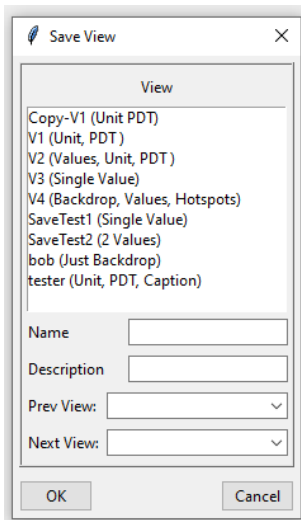 Save View
View
Copy-V1 (Unit PDT)
V1 (Unit, PDT )
V2 (Values, Unit, PDT )
V3 (Single Value)
V4 (Backdrop, Values, Hotspots)
SaveTest1 (Single Value)
SaveTest2 (2 Values)
bob (Just Backdrop)
tester (Unit, PDT, Caption)
Name
Description
Prev View:
Next View:
OK Cancel